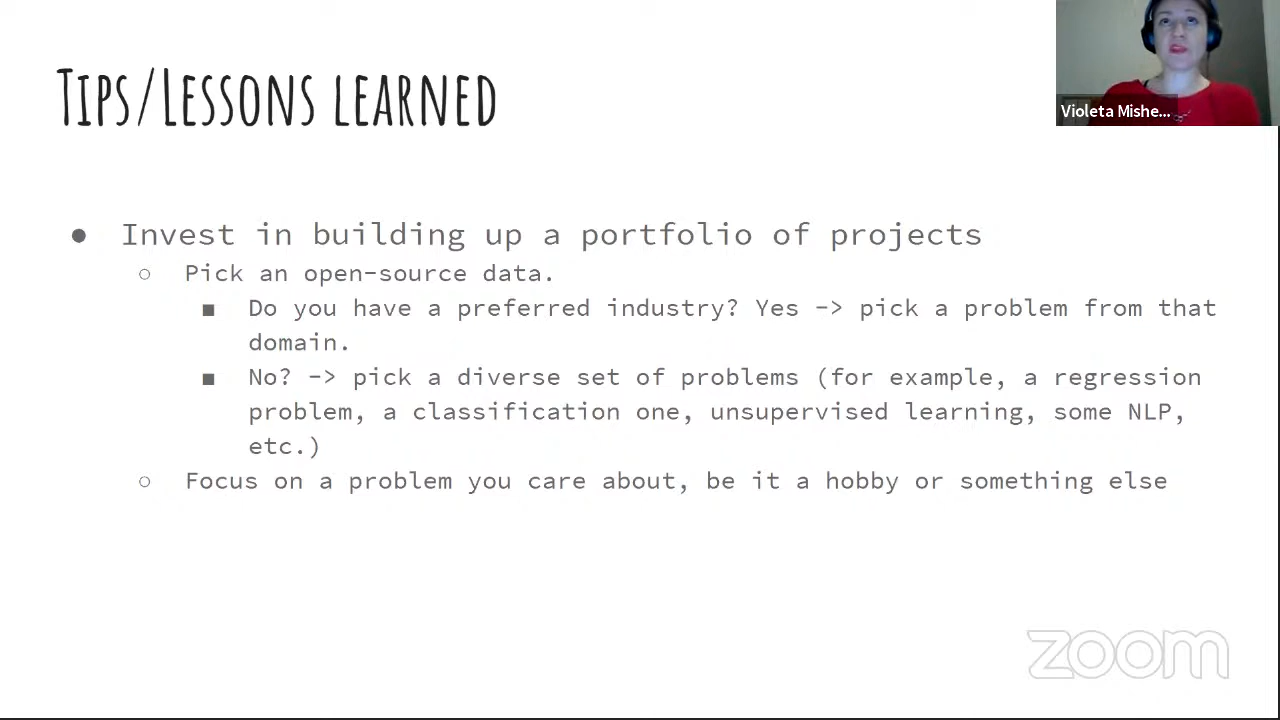 Tips/Lessons learned
Violeta Mishe...
● Invest in building up a portfolio of projects
○ Pick an open-source data.
■ Do you have a preferred industry? Yes -> pick a problem from that
domain.
■ No? -> pick a diverse set of problems (for example, a regression
problem, a classification one, unsupervised learning, some NLP,
etc.)
○ Focus on a problem you care about, be it a hobby or something else
zoom